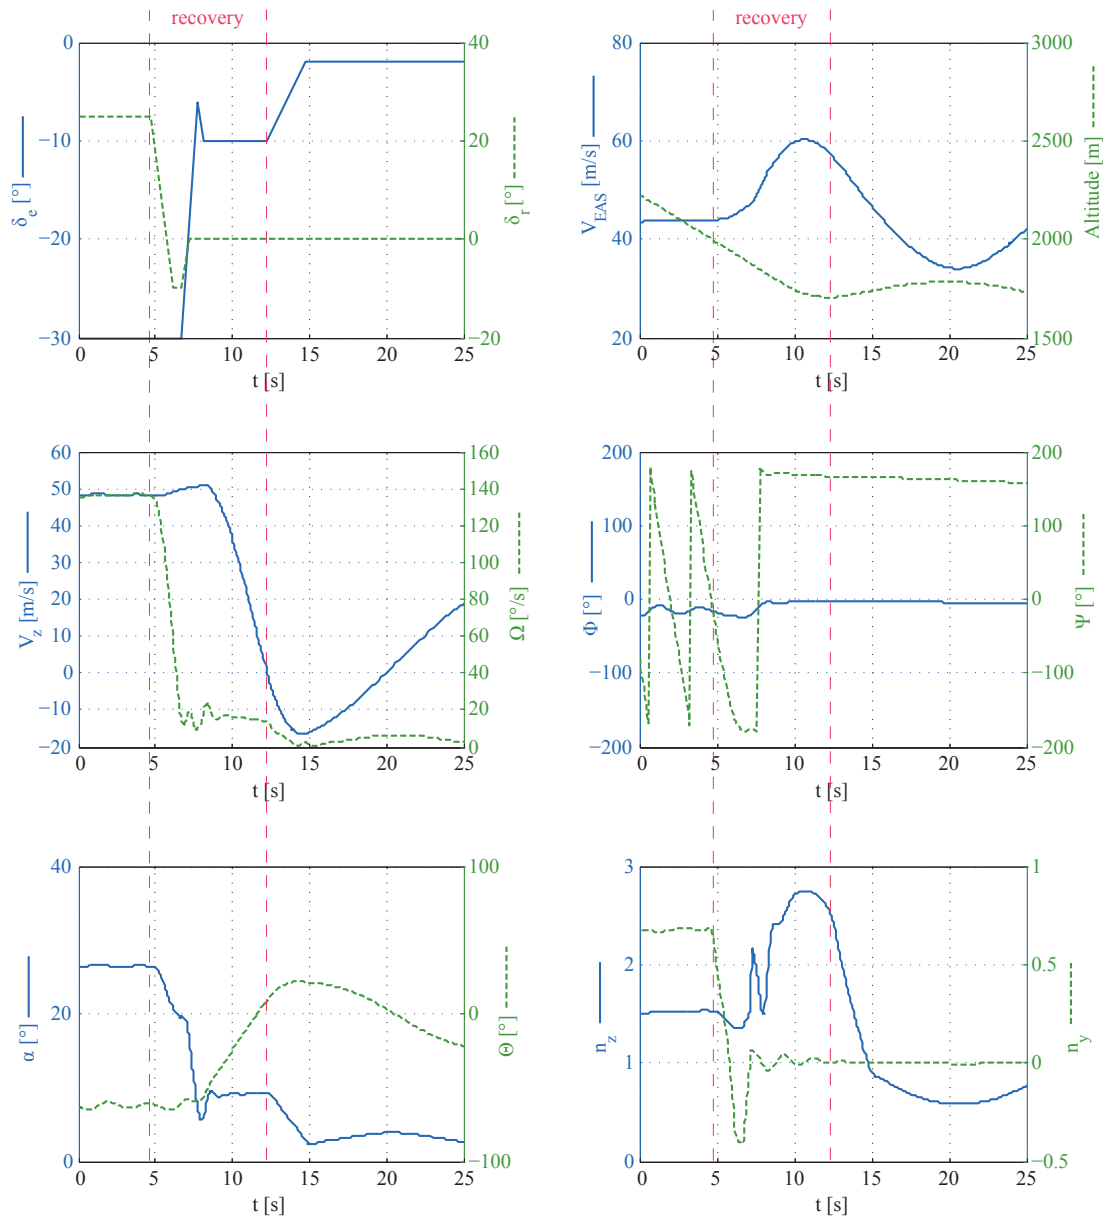 recovery
recovery
0
−10
−20
−30
δe [°]
40
20
0
−20
δr [°]
0 5 10 15 20 25
t [s]
80
60
40
20
VEAS [m/s]
3000
2500
2000
1500
Altitude [m]
0 5 10 15 20 25
t [s]
60
50
40
30
20
10
0
−10
−20
Vz [m/s]
160
140
120
100
80
60
40
20
0
Ω [°/s]
0 5 10 15 20 25
t [s]
200
100
0
−100
−200
Φ [°]
200
100
0
−100
−200
Ψ [°]
0 5 10 15 20 25
t [s]
40
20
0
α [°]
100
0
−100
Θ [°]
0 5 10 15 20 25
t [s]
3
2
1
0
nz
1
0.5
0
−0.5
ny
0 5 10 15 20 25
t [s]